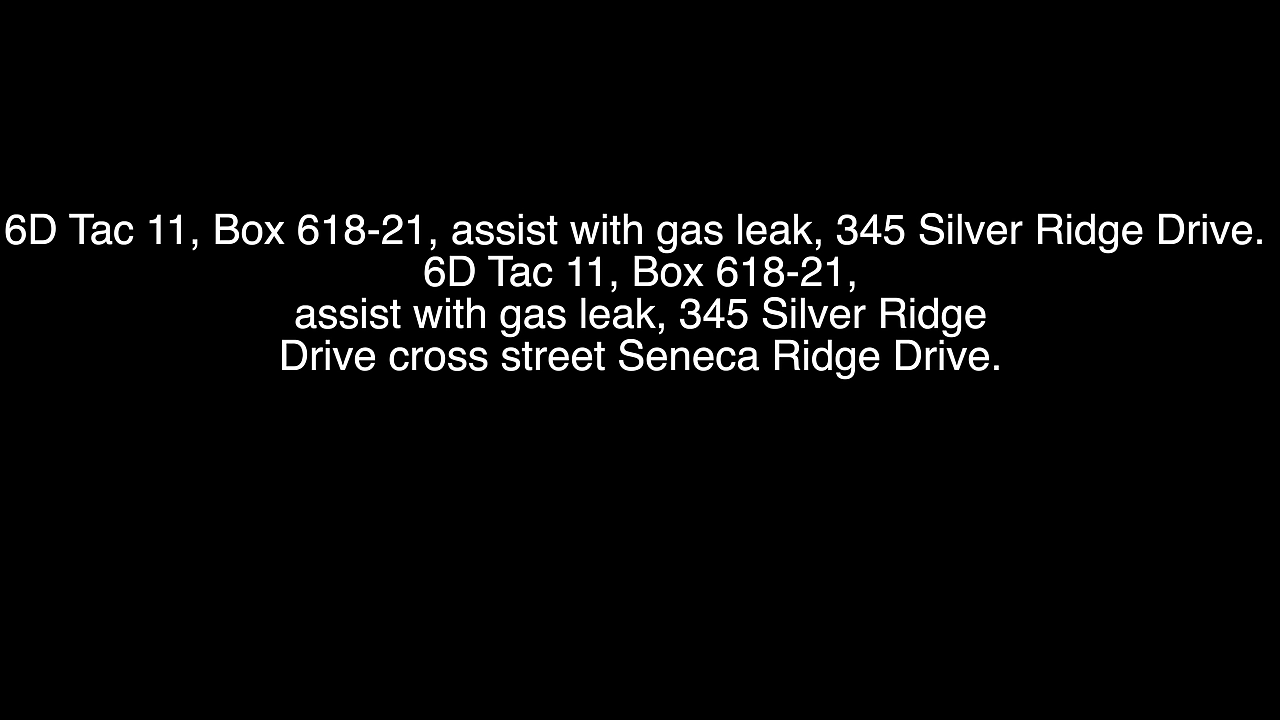 6D Tac 11, Box 618-21, assist with gas leak, 345 Silver Ridge Drive.
6D Tac 11, Box 618-21,
assist with gas leak, 345 Silver Ridge
Drive cross street Seneca Ridge Drive.